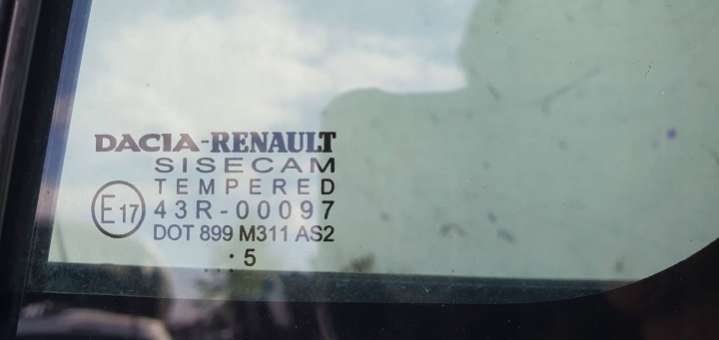 DACIA-RENAULT
SISECAM
TEMPERED
E17 43R-00097
DOT 899 M311 AS2
. 5
...